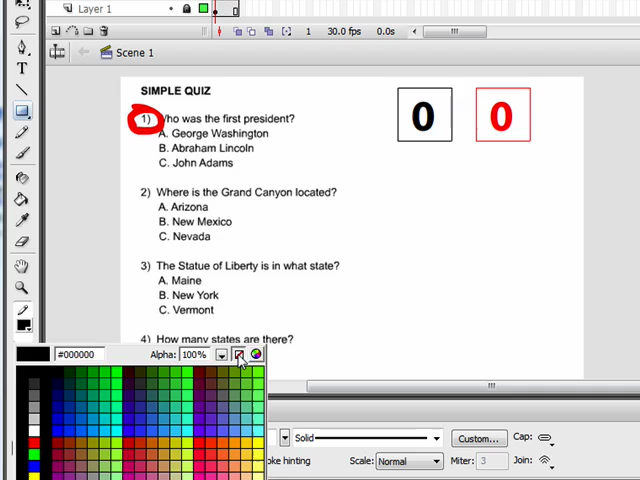 Layer 1
1 30.0 fps 0.0s
Scene 1
SIMPLE QUIZ
1) Who was the first president?
A. George Washington
B. Abraham Lincoln
C. John Adams
0 0
2) Where is the Grand Canyon located?
A. Arizona
B. New Mexico
C. Nevada
3) The Statue of Liberty is in what state?
A. Maine
B. New York
C. Vermont
4) How many states are there?
#000000 Alpha: 100%
Solid Custom... Cap:
oke hinting Scale: Normal Miter: 3 Join: